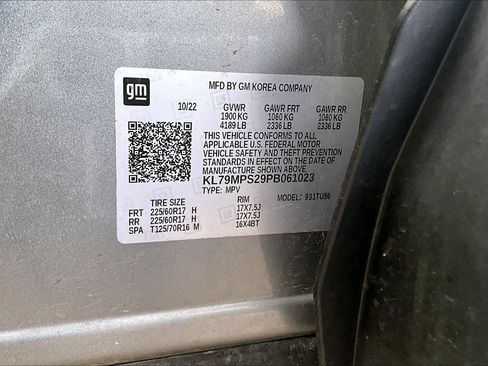 gm
MFD BY GM KOREA COMPANY
10/22 GVWR GAWR FRT GAWR RR
1900 KG 1060 KG 1060 KG
4189 LB 2336 LB 2336 LB
THIS VEHICLE CONFORMS TO ALL
APPLICABLE U.S. FEDERAL MOTOR
VEHICLE SAFETY AND THEFT PREVENTION
STANDARDS IN EFFECT ON THE DATE OF
MANUFACTURE SHOWN ABOVE.
KL79MPS29PB061023
TYPE: MPV MODEL: 931TU56
TIRE SIZE RIM
FRT 225/60R17 H 17X7.5J
RR 225/60R17 H 17X7.5J
SPA T125/70R16 M 16X4BT